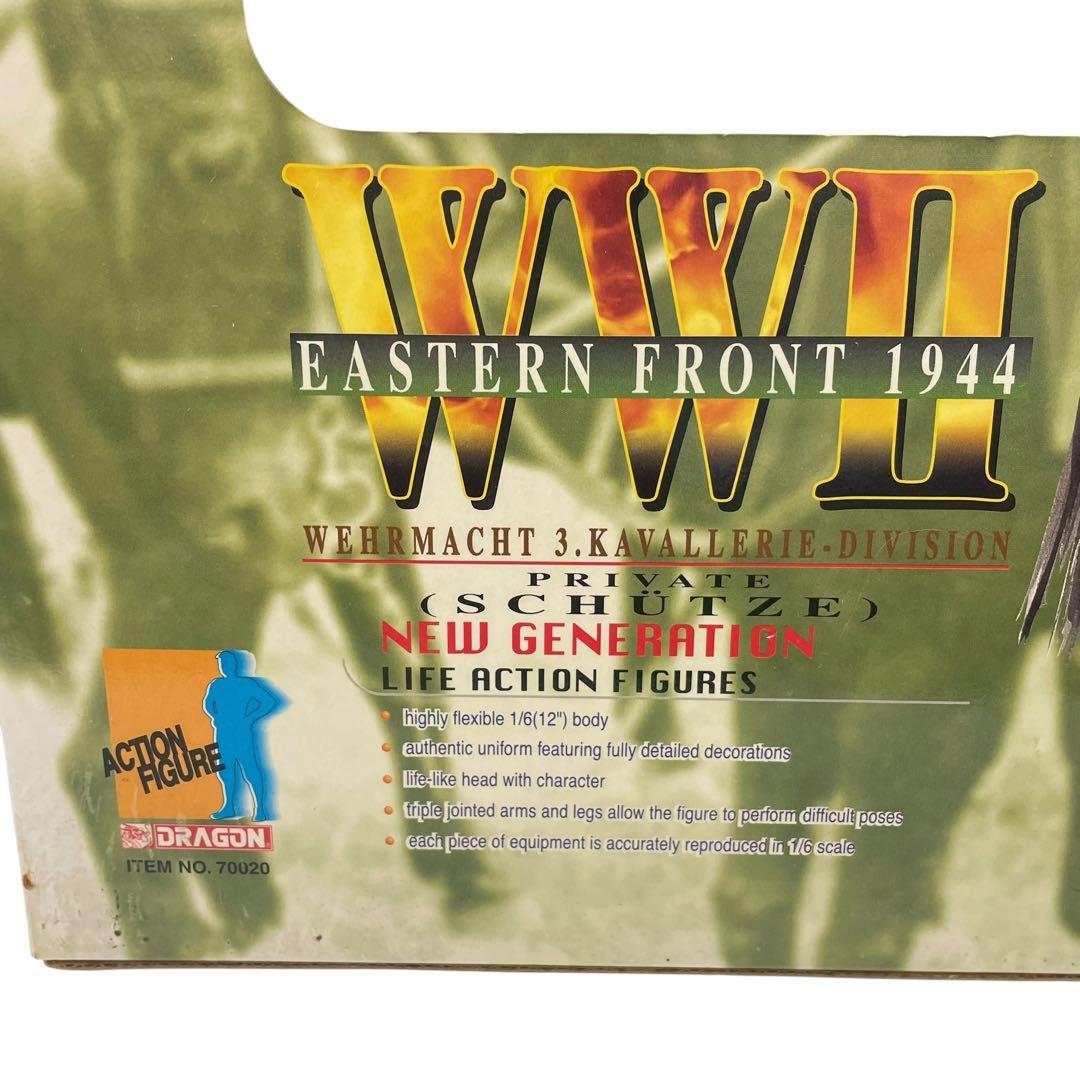 WWII
EASTERN FRONT 1944
WEHRMACHT 3.KAVALLERIE-DIVISION
PRIVATE
(SCHÜTZE)
NEW GENERATION
LIFE ACTION FIGURES
highly flexible 1/6(12") body
authentic uniform featuring fully detailed decorations
life-like head with character
triple jointed arms and legs allow the figure to perform difficult poses
each piece of equipment is accurately reproduced in 1/6 scale
ACTION
FIGURE
DRAGON
ITEM NO. 70020